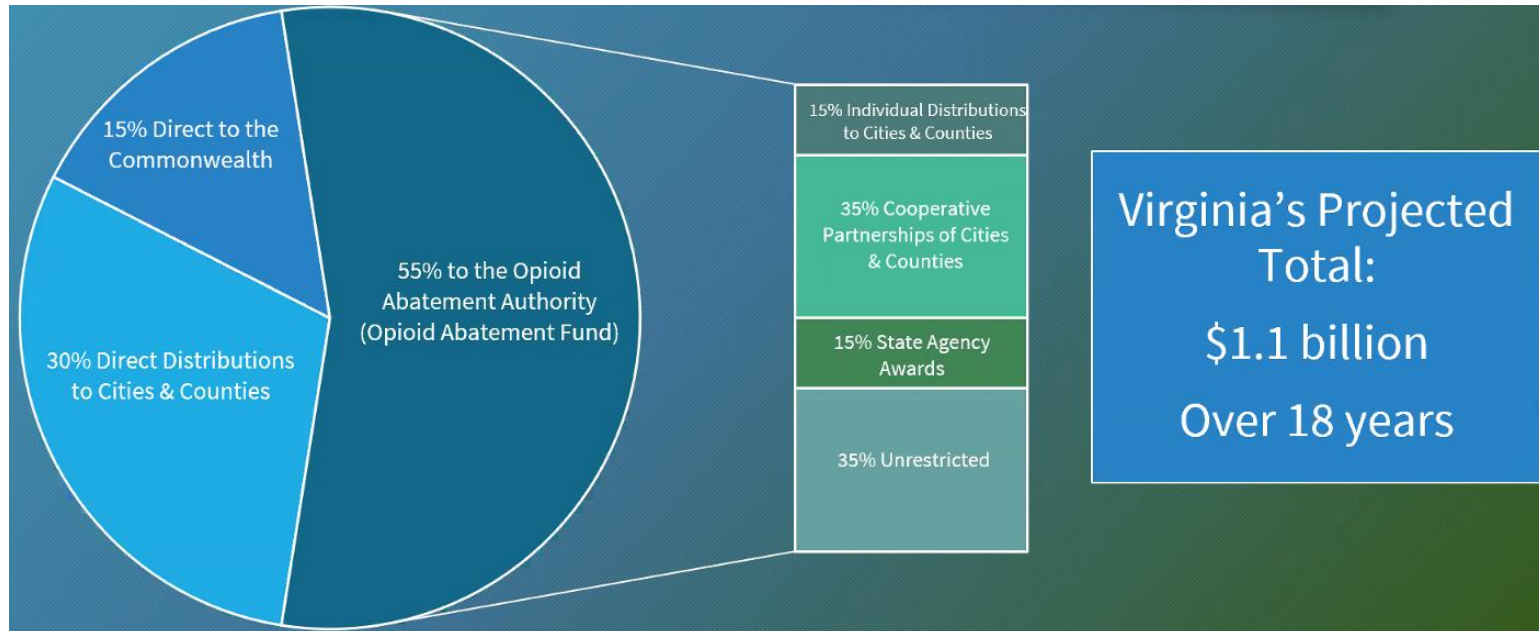 15% Direct to the
Commonwealth
30% Direct Distributions
to Cities & Counties
55% to the Opioid
Abatement Authority
(Opioid Abatement Fund)
15% Individual Distributions
to Cities & Counties
35% Cooperative
Partnerships of Cities
& Counties
15% State Agency
Awards
35% Unrestricted
Virginia’s Projected
Total:
$1.1 billion
Over 18 years